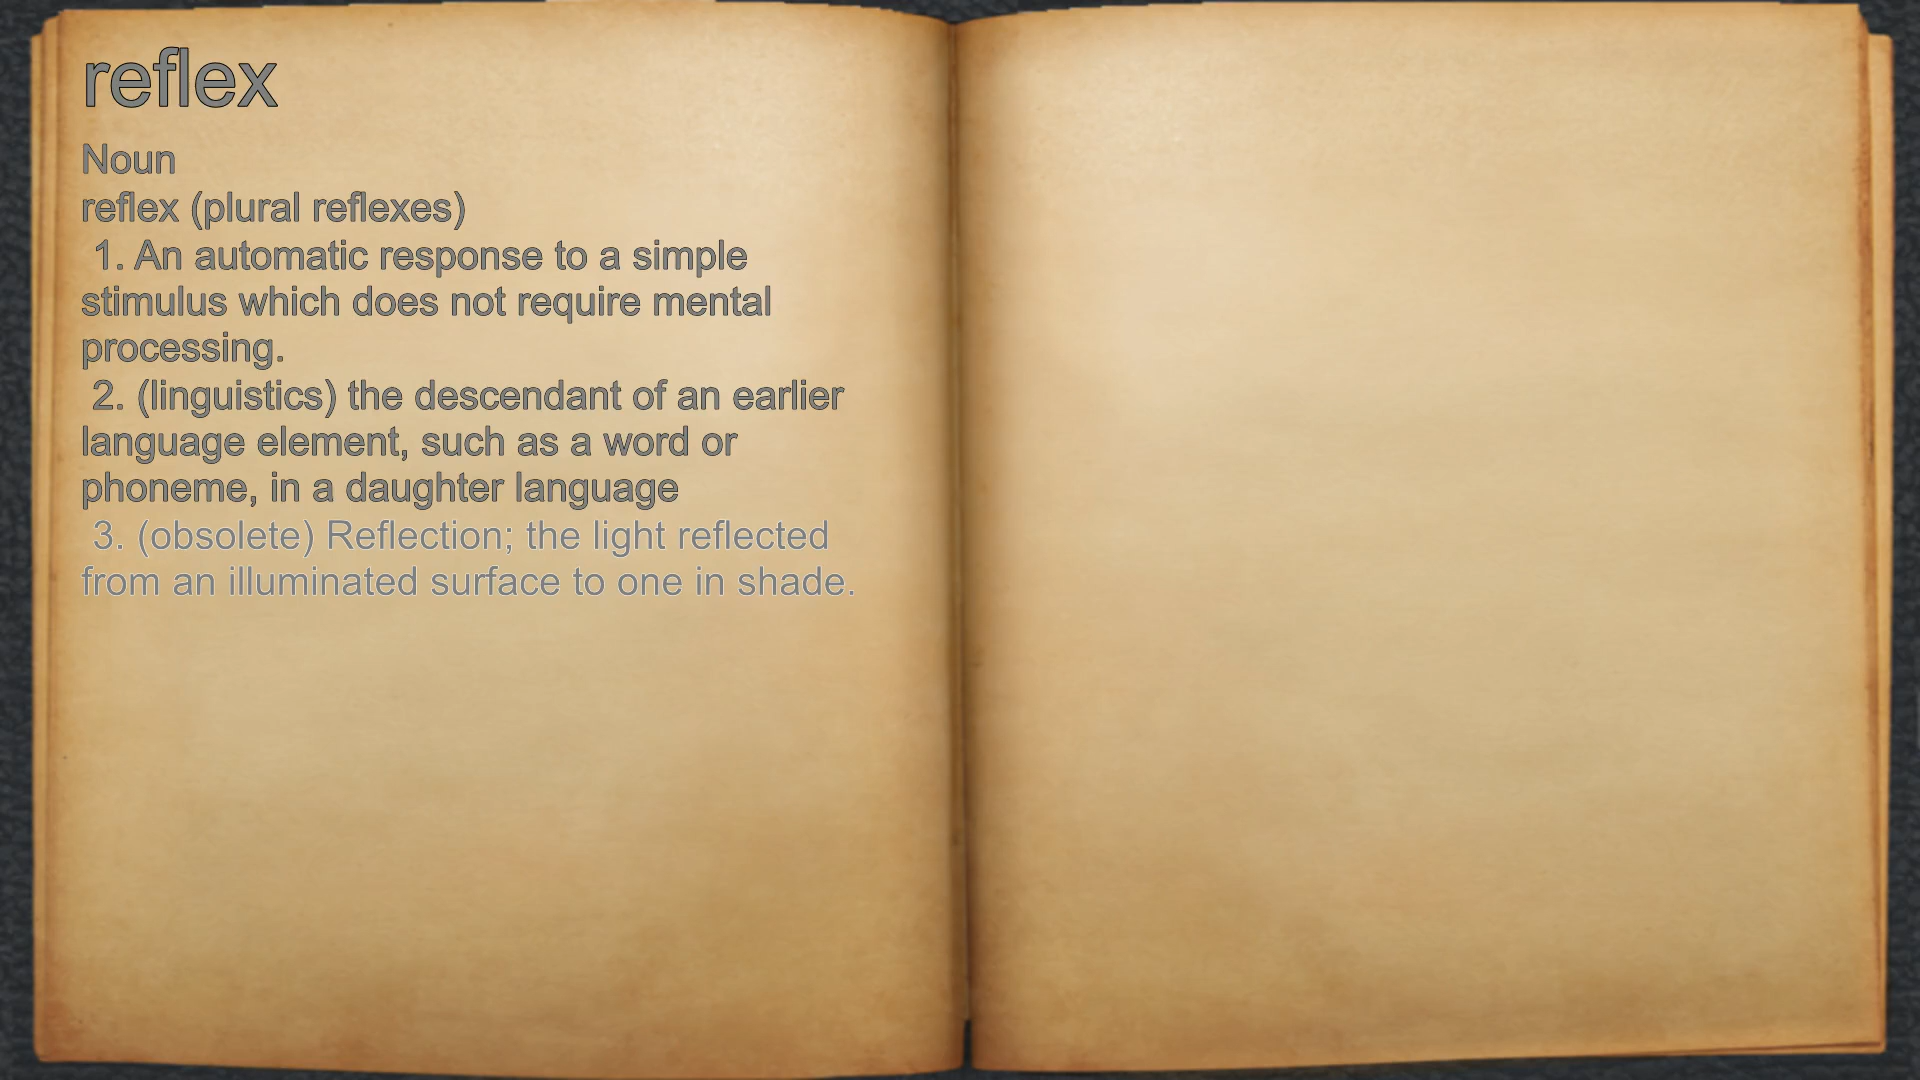 reflex
Noun
reflex (plural reflexes)
1. An automatic response to a simple
stimulus which does not require mental
processing.
2. (linguistics) the descendant of an earlier
language element, such as a word or
phoneme, in a daughter language
3. (obsolete) Reflection; the light reflected
from an illuminated surface to one in shade.